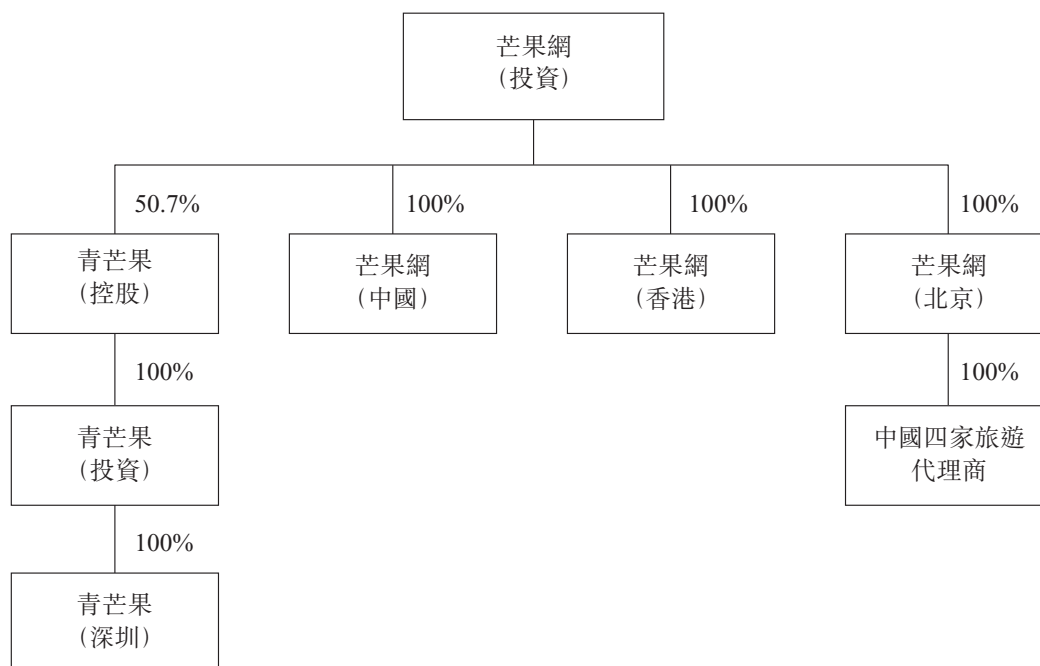 芒果網
（投資）
50.7%
100%
100%
100%
青芒果
（控股）
芒果網
（中國）
芒果網
（香港）
芒果網
（北京）
100%
100%
青芒果
（投資）
中國四家旅遊
代理商
100%
青芒果
（深圳）